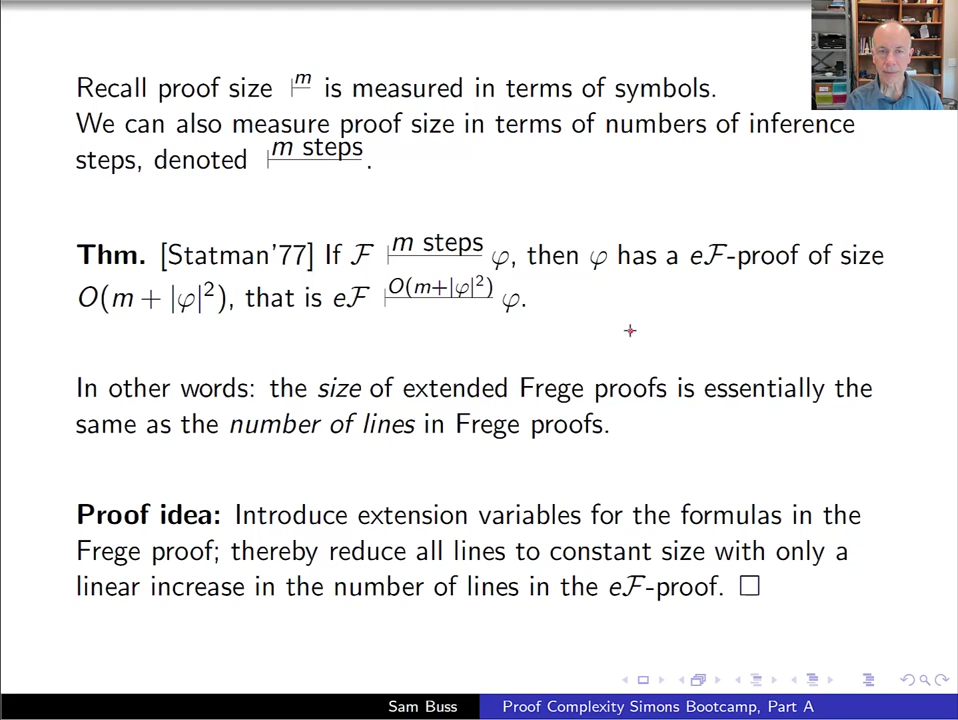 Recall proof size ⊢^m is measured in terms of symbols.
We can also measure proof size in terms of numbers of inference
steps, denoted ⊢^{m steps}.
Thm. [Statman'77] If ℱ ⊢^{m steps} φ, then φ has a eℱ-proof of size
O(m + |φ|²), that is eℱ ⊢^{O(m+|φ|²)} φ.
In other words: the size of extended Frege proofs is essentially the
same as the number of lines in Frege proofs.
Proof idea: Introduce extension variables for the formulas in the
Frege proof; thereby reduce all lines to constant size with only a
linear increase in the number of lines in the eℱ-proof. □
Sam Buss Proof Complexity Simons Bootcamp, Part A